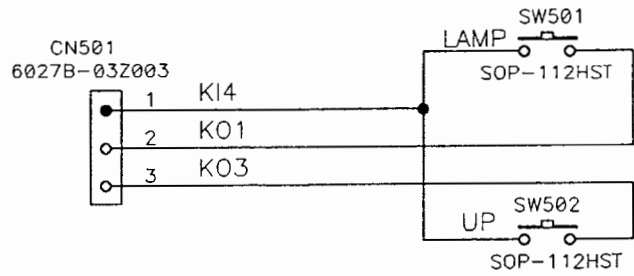 SW501
LAMP
SOP-112HST
CN501
6027B-03Z003
1 KI4
2 KO1
3 KO3
SW502
UP
SOP-112HST